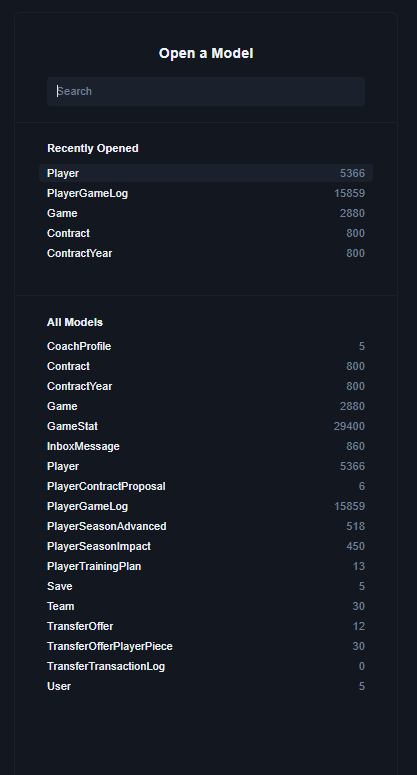 Open a Model
Search
Recently Opened
Player 5366
PlayerGameLog 15859
Game 2880
Contract 800
ContractYear 800
All Models
CoachProfile 5
Contract 800
ContractYear 800
Game 2880
GameStat 29400
InboxMessage 860
Player 5366
PlayerContractProposal 6
PlayerGameLog 15859
PlayerSeasonAdvanced 518
PlayerSeasonImpact 450
PlayerTrainingPlan 13
Save 5
Team 30
TransferOffer 12
TransferOfferPlayerPiece 30
TransferTransactionLog 0
User 5